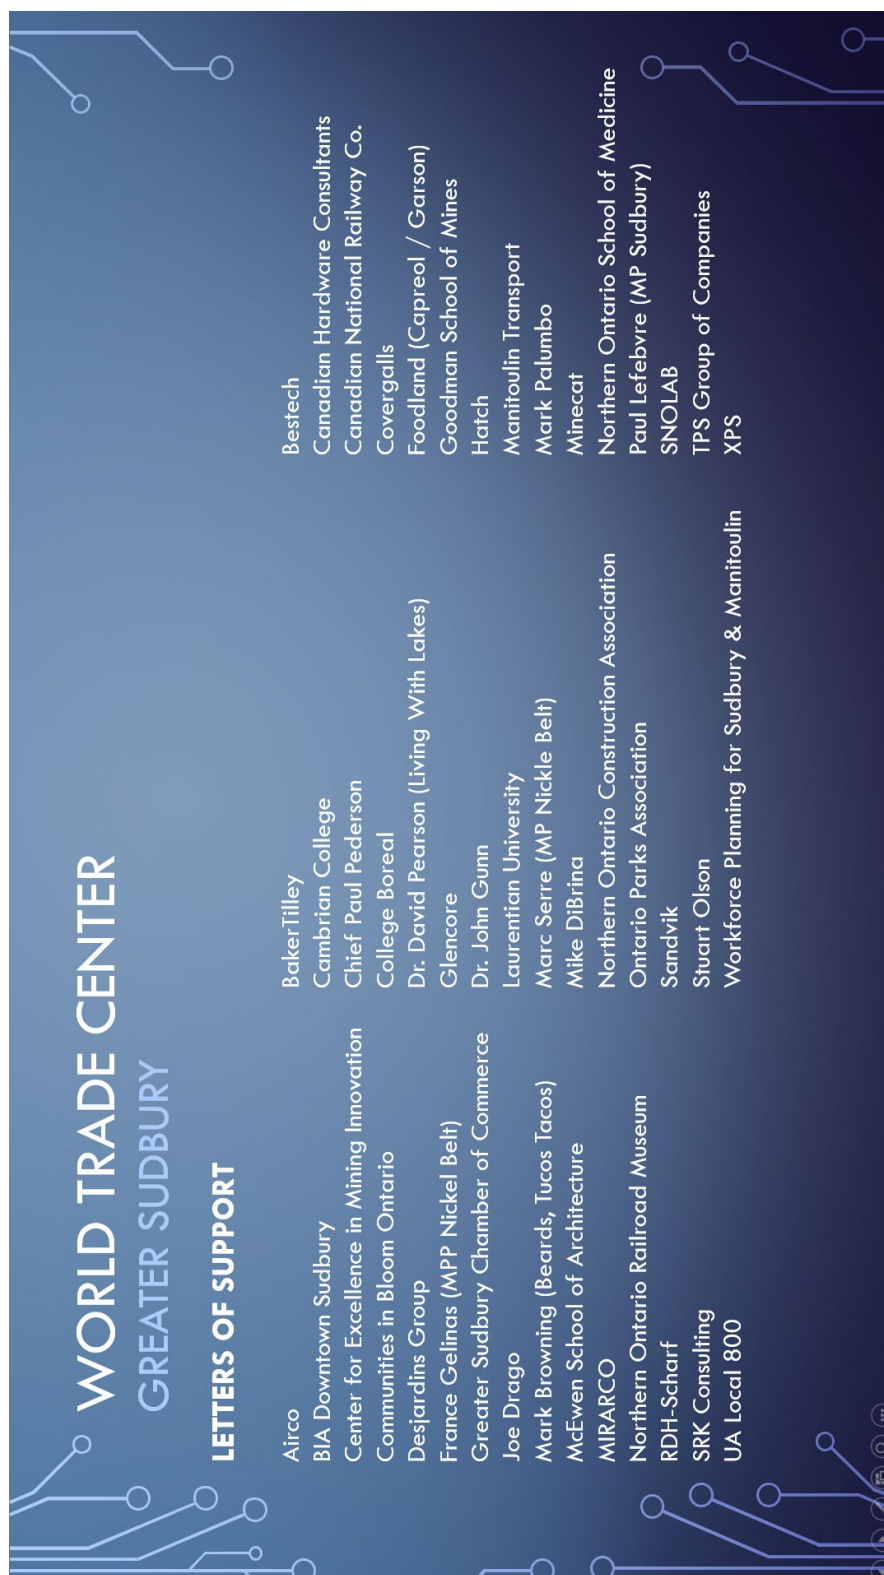 WORLD TRADE CENTER
GREATER SUDBURY
LETTERS OF SUPPORT
Airco
BIA Downtown Sudbury
Center for Excellence in Mining Innovation
Communities in Bloom Ontario
Desjardins Group
France Gelinas (MPP Nickel Belt)
Greater Sudbury Chamber of Commerce
Joe Drago
Mark Browning (Beards, Tucos Tacos)
McEwen School of Architecture
MIRARCO
Northern Ontario Railroad Museum
RDH-Scharf
SRK Consulting
UA Local 800
BakerTilley
Cambrian College
Chief Paul Pederson
College Boreal
Dr. David Pearson (Living With Lakes)
Glencore
Dr. John Gunn
Laurentian University
Marc Serre (MP Nickle Belt)
Mike DiBrina
Northern Ontario Construction Association
Ontario Parks Association
Sandvik
Stuart Olson
Workforce Planning for Sudbury & Manitoulin
Bestech
Canadian Hardware Consultants
Canadian National Railway Co.
Covergalls
Foodland (Capreol / Garson)
Goodman School of Mines
Hatch
Manitoulin Transport
Mark Palumbo
Minecat
Northern Ontario School of Medicine
Paul Lefebvre (MP Sudbury)
SNOLAB
TPS Group of Companies
XPS